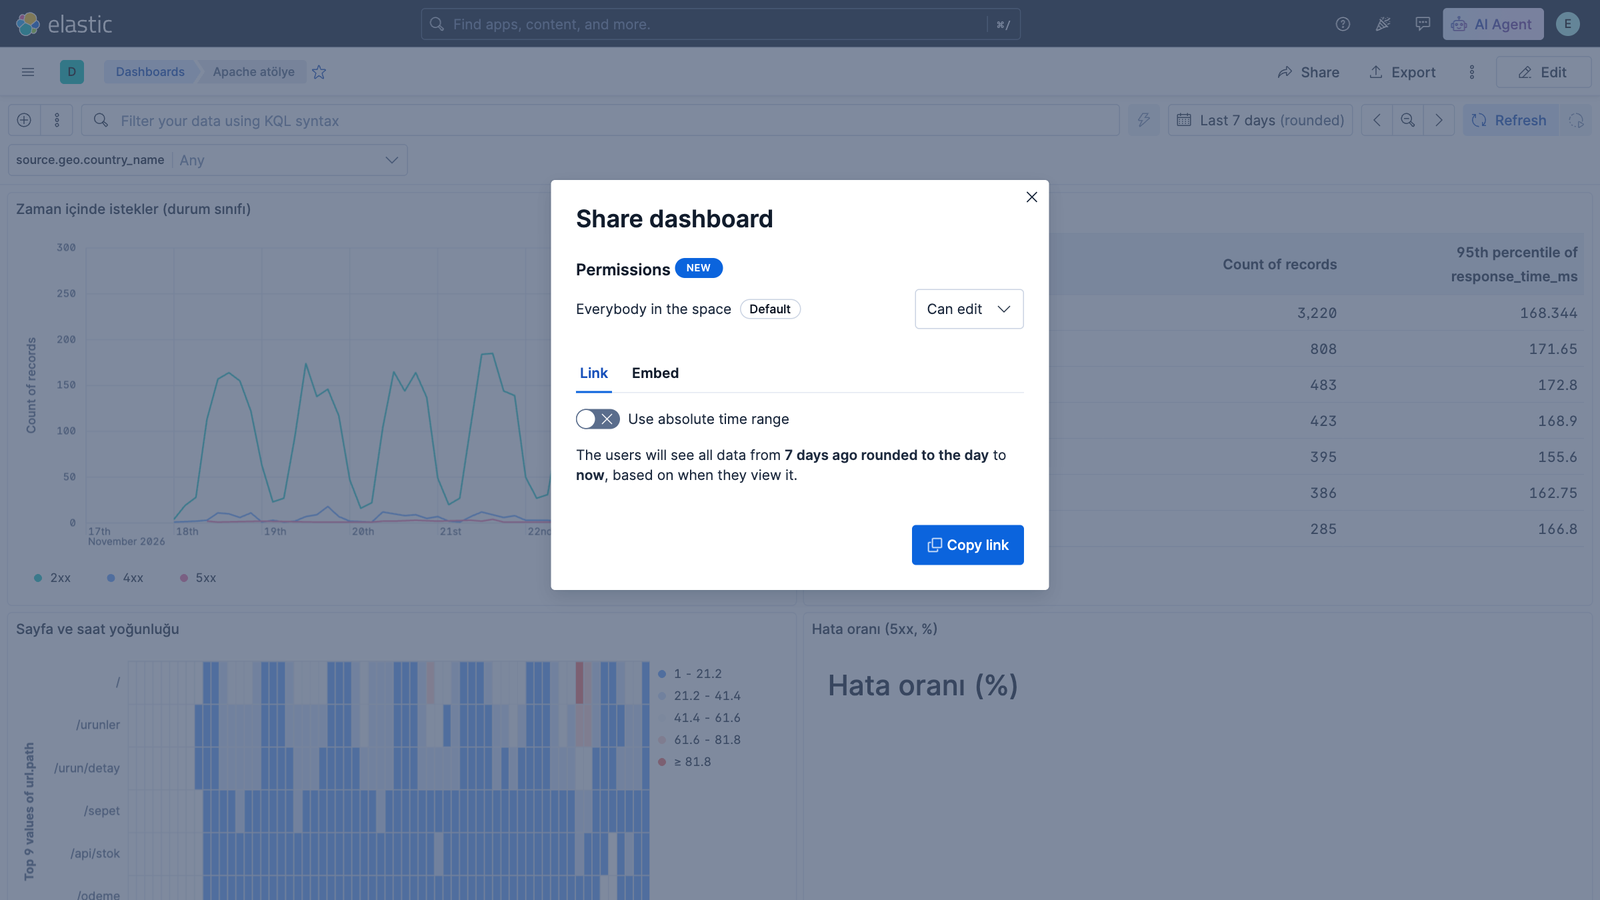 elastic
Find apps, content, and more.
⌘/
AI Agent
E
D
Dashboards
Apache atölye
Share
Export
Edit
Filter your data using KQL syntax
Last 7 days (rounded)
Refresh
source.geo.country_name
Any
Zaman içinde istekler (durum sınıfı)
Count of records
300
250
200
150
100
50
0
17th
18th
19th
20th
21st
22nd
November 2026
2xx
4xx
5xx
Share dashboard
Permissions
NEW
Everybody in the space
Default
Can edit
Link
Embed
Use absolute time range
The users will see all data from 7 days ago rounded to the day to
now, based on when they view it.
Copy link
Count of records
95th percentile of
response_time_ms
3,220 168.344
808 171.65
483 172.8
423 168.9
395 155.6
386 162.75
285 166.8
Sayfa ve saat yoğunluğu
Top 9 values of url.path
/
/urunler
/urun/detay
/sepet
/api/stok
/odeme
1 - 21.2
21.2 - 41.4
41.4 - 61.6
61.6 - 81.8
≥ 81.8
Hata oranı (5xx, %)
Hata oranı (%)